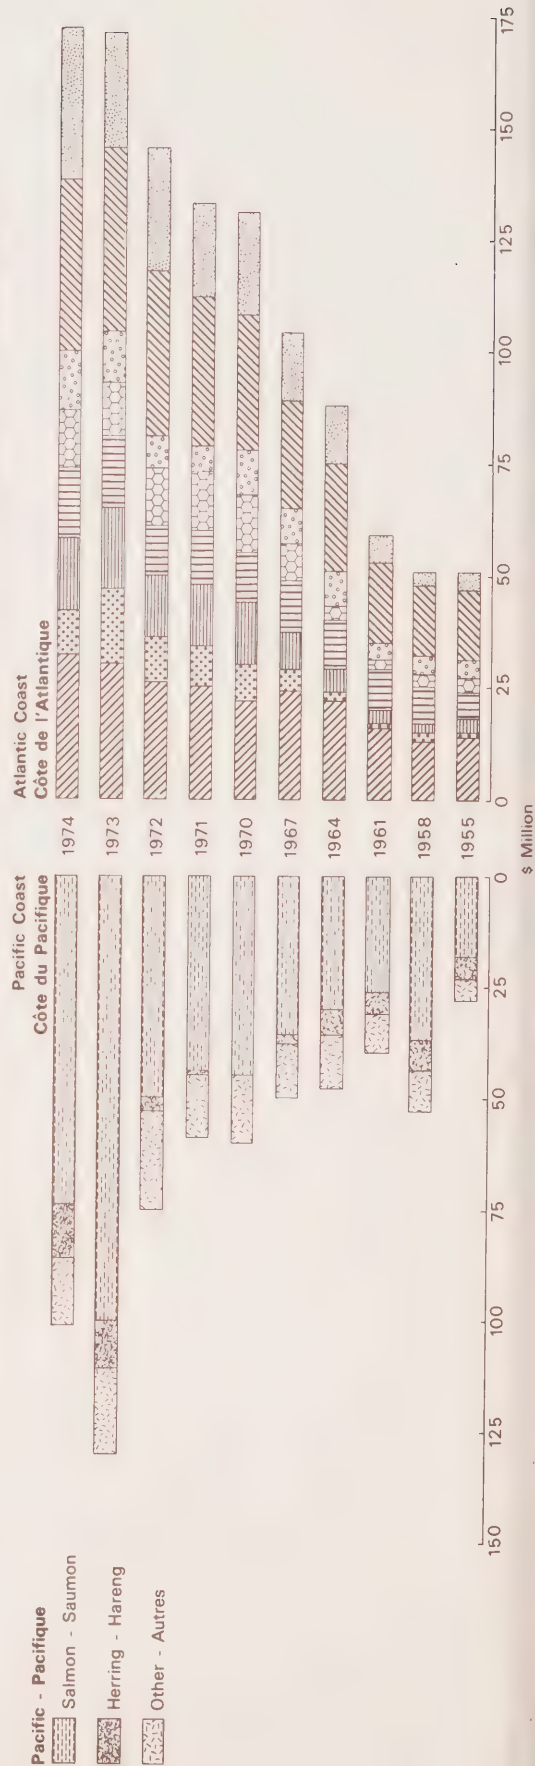 Pacific Coast
Côte du Pacifique
Atlantic Coast
Côte de l'Atlantique
1974
1973
1972
1971
1970
1967
1964
1961
1958
1955
150
125
100
75
50
25
0
0
25
50
75
100
125
150
175
$ Million
Pacific - Pacifique
Salmon - Saumon
Herring - Hareng
Other - Autres